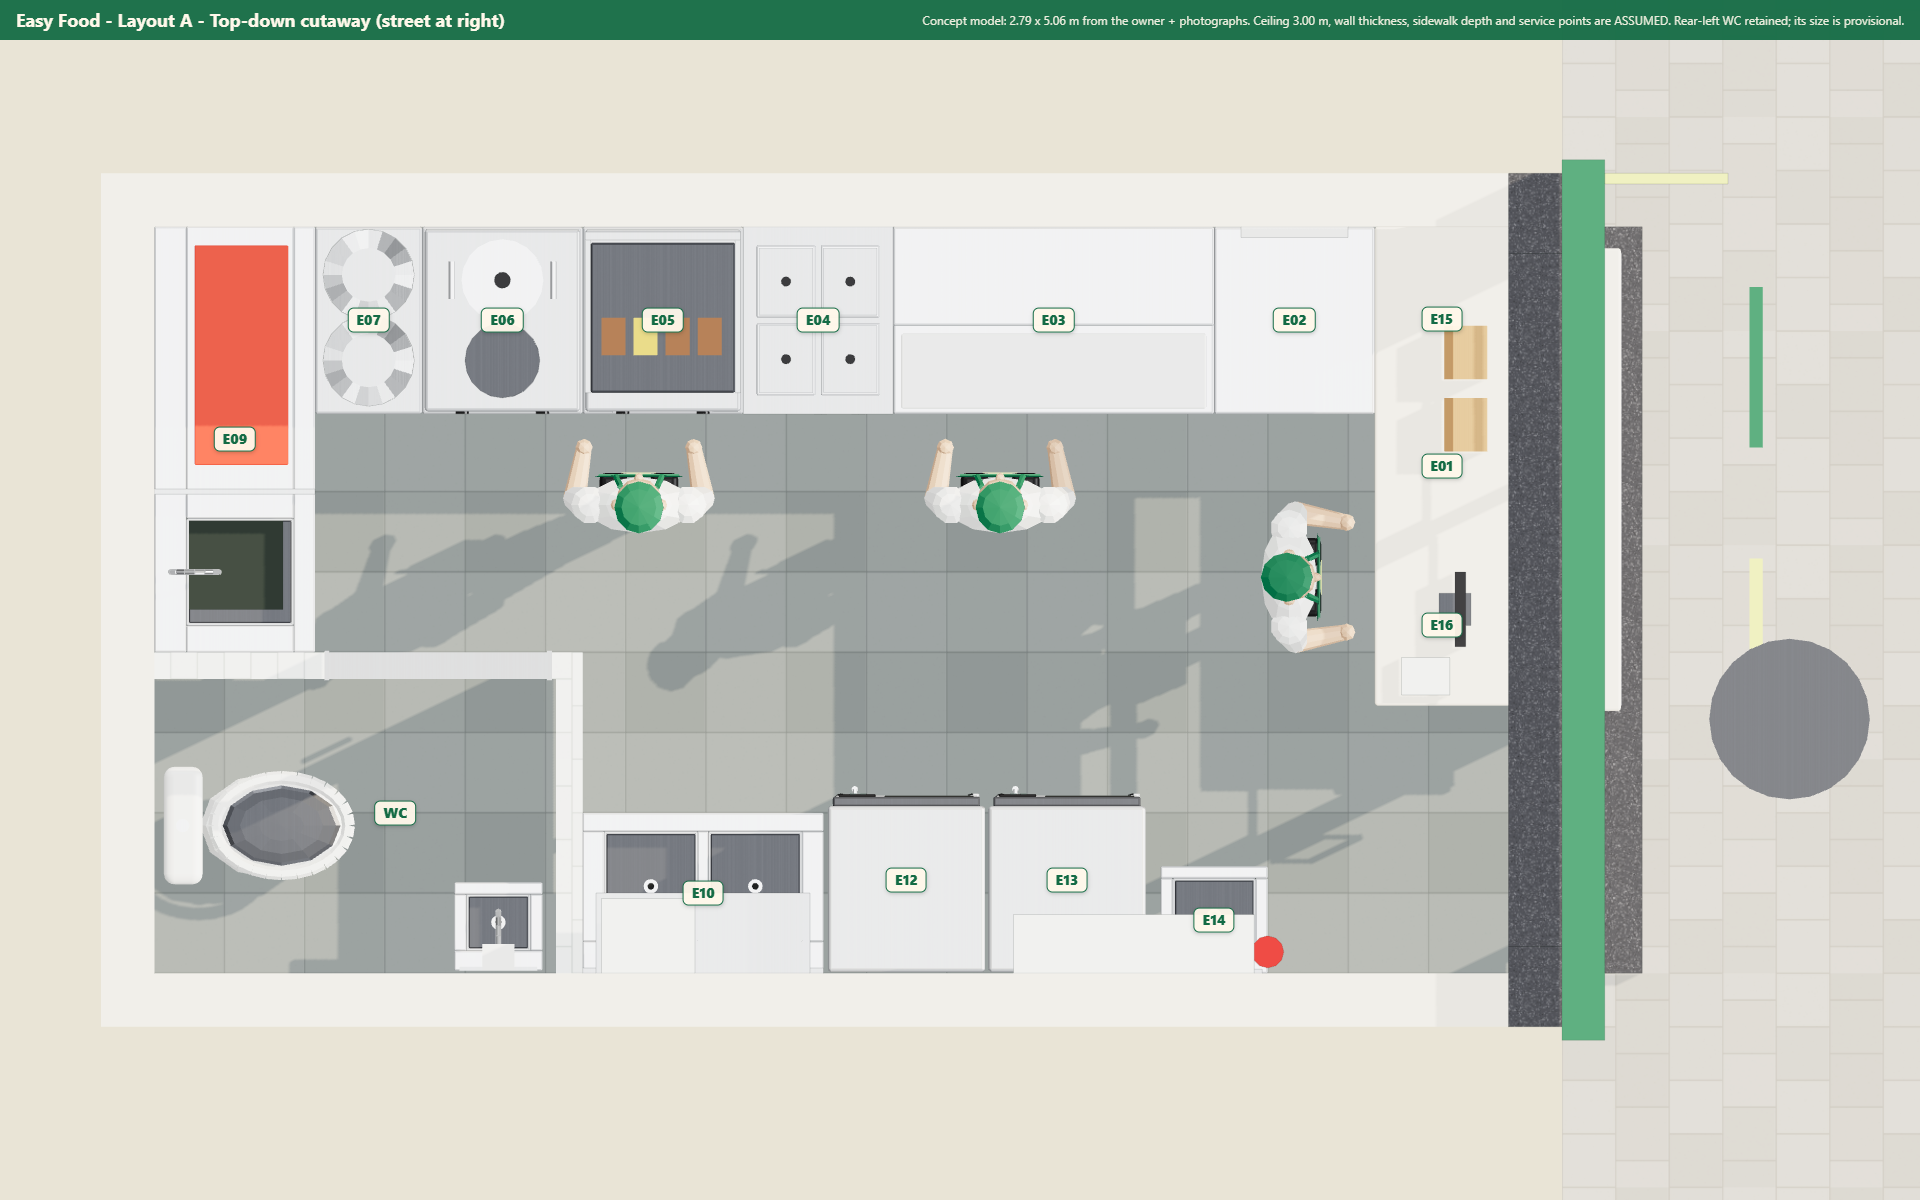 Easy Food - Layout A - Top-down cutaway (street at right)
Concept model: 2.79 x 5.06 m from the owner + photographs. Ceiling 3.00 m, wall thickness, sidewalk depth and service points are ASSUMED. Rear-left WC retained; its size is provisional.
E07
E06
E05
E04
E03
E02
E15
E09
E01
E16
WC
E10
E12
E13
E14